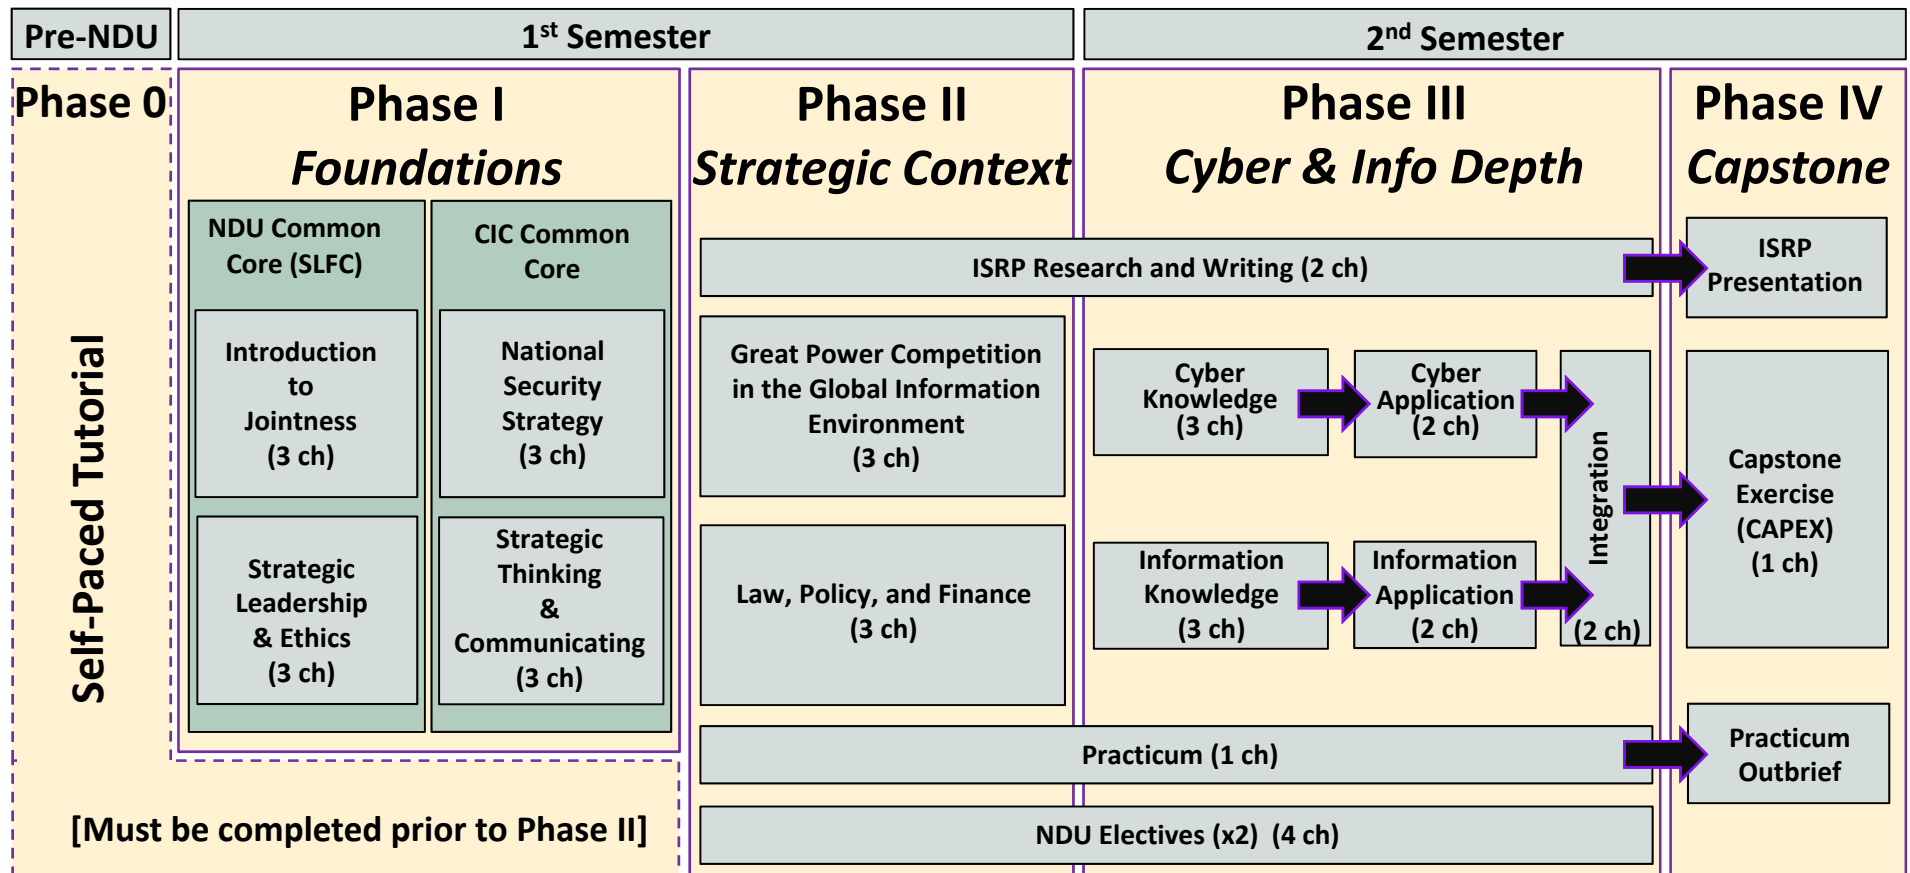 Pre-NDU
1st Semester
2nd Semester
Phase 0
Self-Paced Tutorial
[Must be completed prior to Phase II]
Phase I
Foundations
NDU Common
Core (SLFC)
Introduction
to
Jointness
(3 ch)
Strategic
Leadership
& Ethics
(3 ch)
CIC Common
Core
National
Security
Strategy
(3 ch)
Strategic
Thinking
&
Communicating
(3 ch)
Phase II
Strategic Context
Phase III
Cyber & Info Depth
Phase IV
Capstone
ISRP Research and Writing (2 ch)
ISRP
Presentation
Great Power Competition
in the Global Information
Environment
(3 ch)
Law, Policy, and Finance
(3 ch)
Cyber
Knowledge
(3 ch)
Cyber
Application
(2 ch)
Information
Knowledge
(3 ch)
Information
Application
(2 ch)
Integration
(2 ch)
Capstone
Exercise
(CAPEX)
(1 ch)
Practicum (1 ch)
Practicum
Outbrief
NDU Electives (x2) (4 ch)